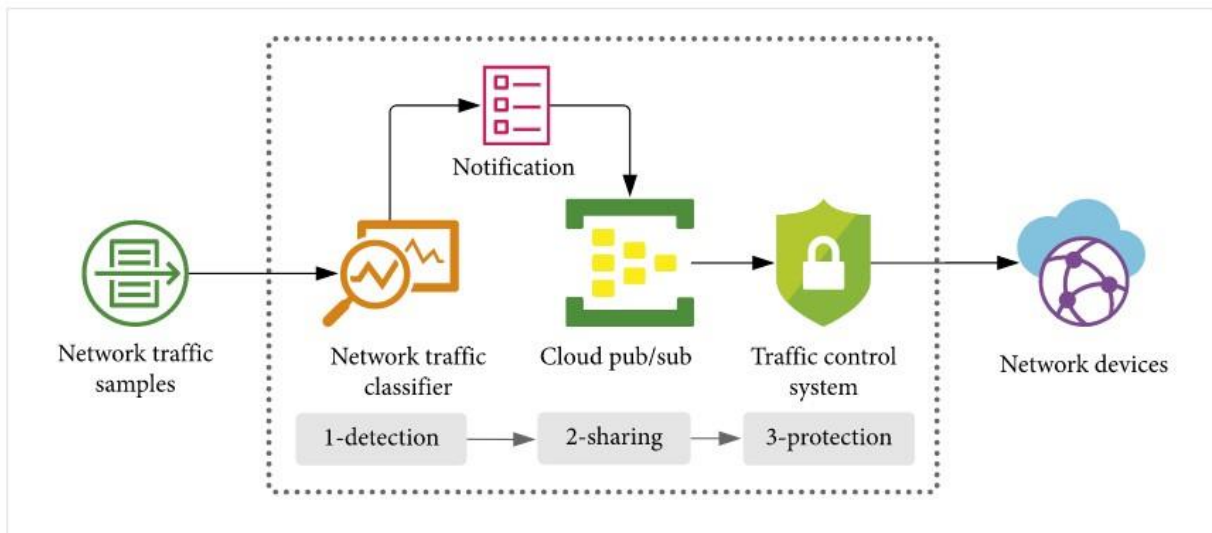 Notification
Network traffic
samples
Network traffic
classifier
Cloud pub/sub
Traffic control
system
Network devices
1-detection
2-sharing
3-protection